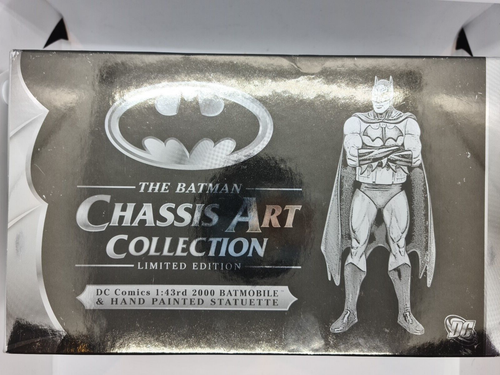 THE BATMAN
CHASSIS ART
COLLECTION
LIMITED EDITION
DC Comics 1:43rd 2000 BATMOBILE
& HAND PAINTED STATUETTE
DC